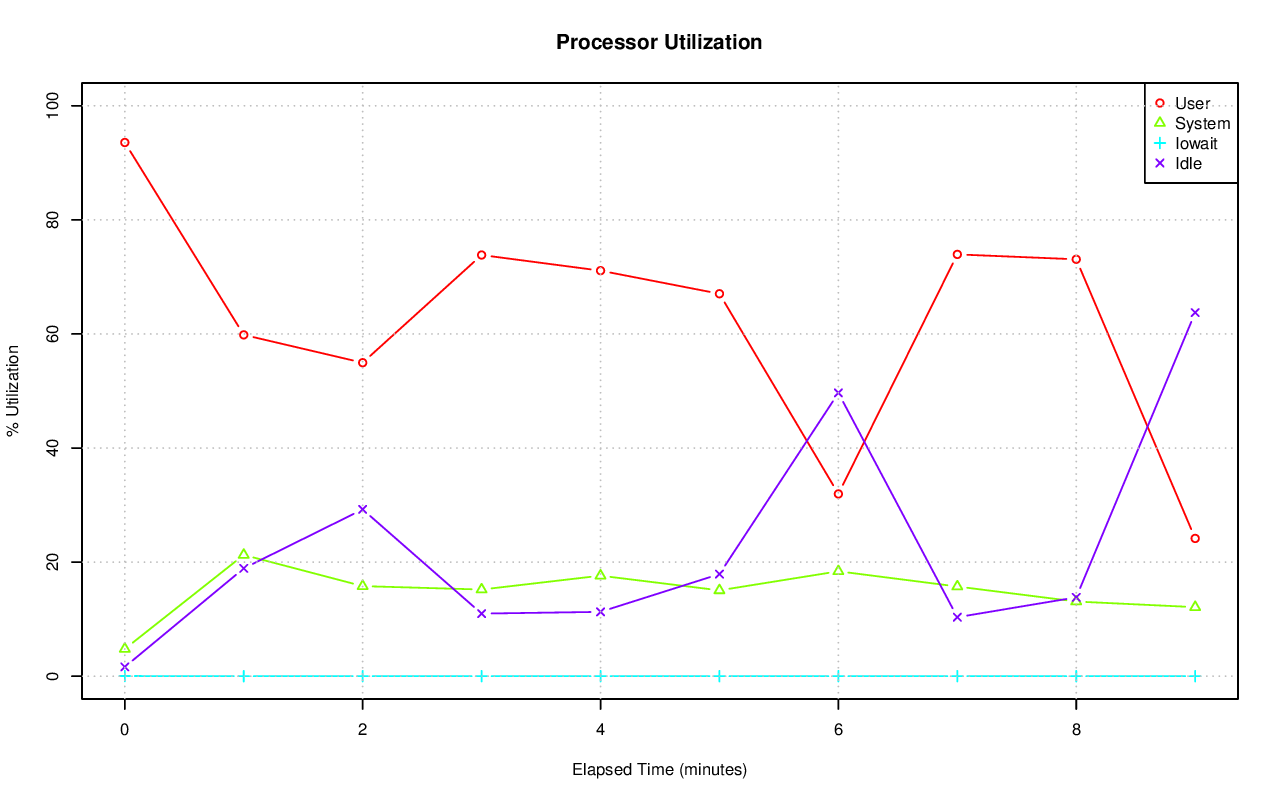 Processor Utilization
100
80
60
40
20
0
% Utilization
User
System
Iowait
Idle
0 2 4 6 8
Elapsed Time (minutes)